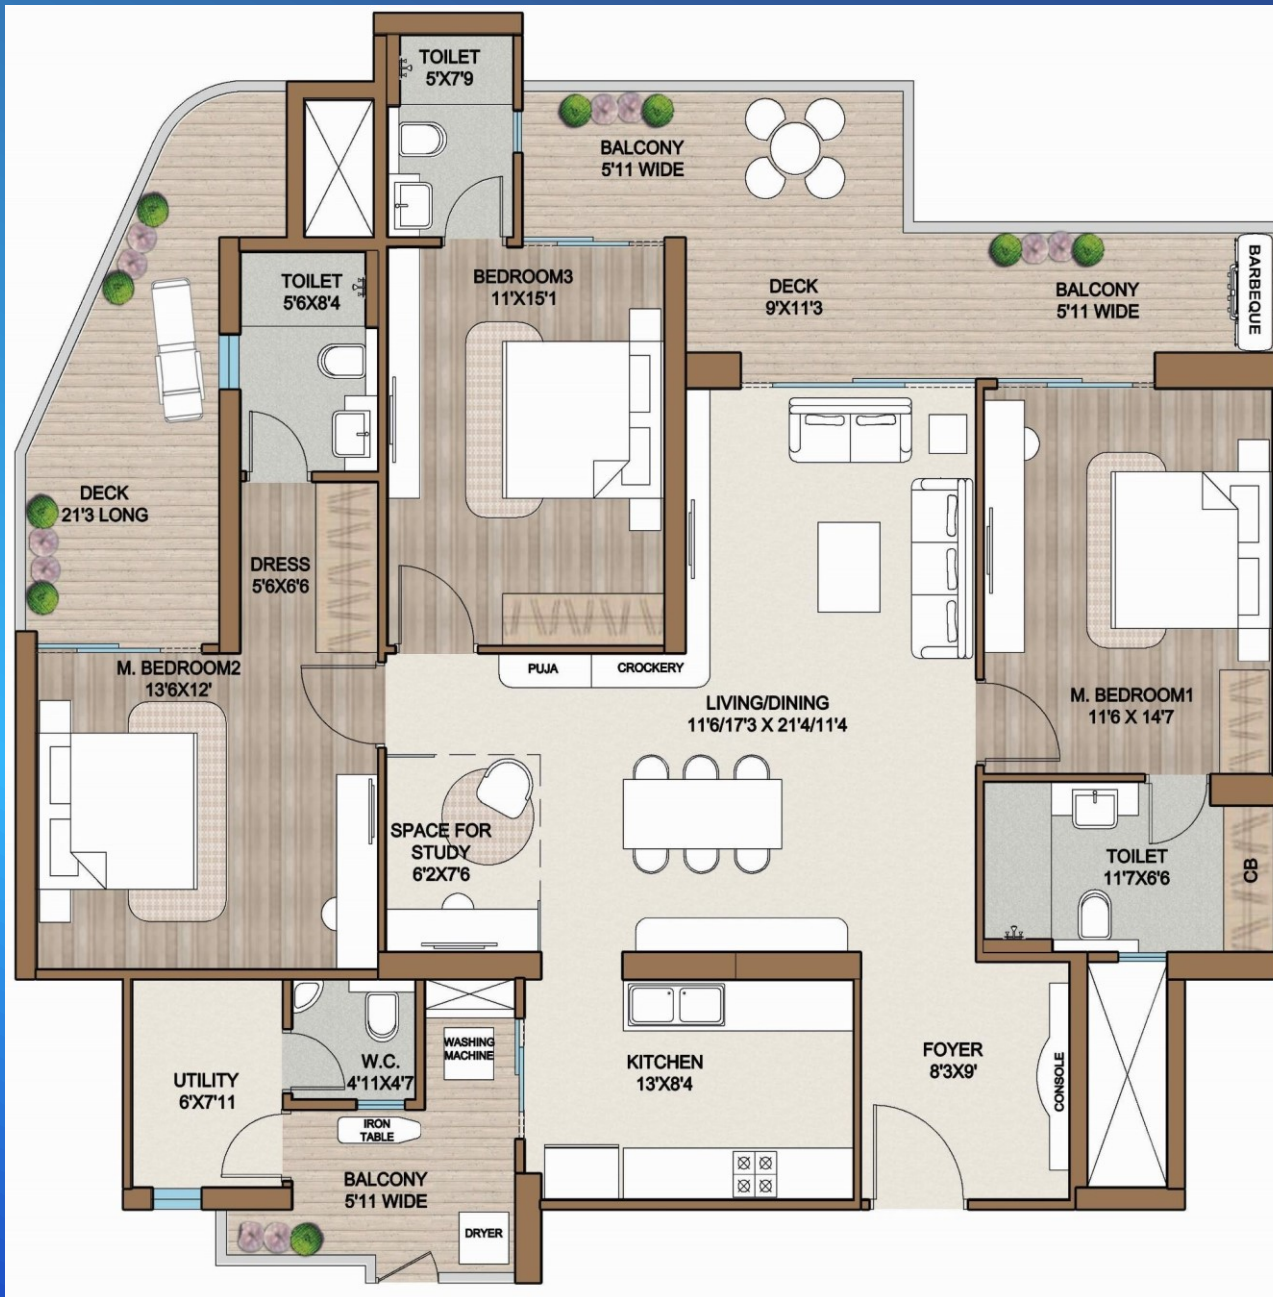 TOILET
5'X7'9
BALCONY
5'11 WIDE
TOILET
5'6X8'4
BEDROOM3
11'X15'1
DECK
9'X11'3
BALCONY
5'11 WIDE
BARBEQUE
DECK
21'3 LONG
DRESS
5'6X6'6
M. BEDROOM2
13'6X12'
PUJA
CROCKERY
LIVING/DINING
11'6/17'3 X 21'4/11'4
M. BEDROOM1
11'6 X 14'7
SPACE FOR
STUDY
6'2X7'6
TOILET
11'7X6'6
CB
WASHING
MACHINE
W.C.
4'11X4'7
UTILITY
6'X7'11
KITCHEN
13'X8'4
FOYER
8'3X9'
CONSOLE
IRON
TABLE
BALCONY
5'11 WIDE
DRYER